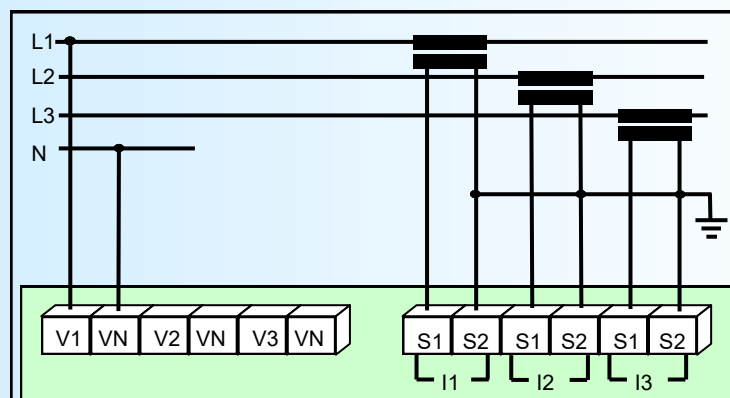 L1
L2
L3
N
V1 VN V2 VN V3 VN S1 S2 S1 S2 S1 S2
I1 I2 I3